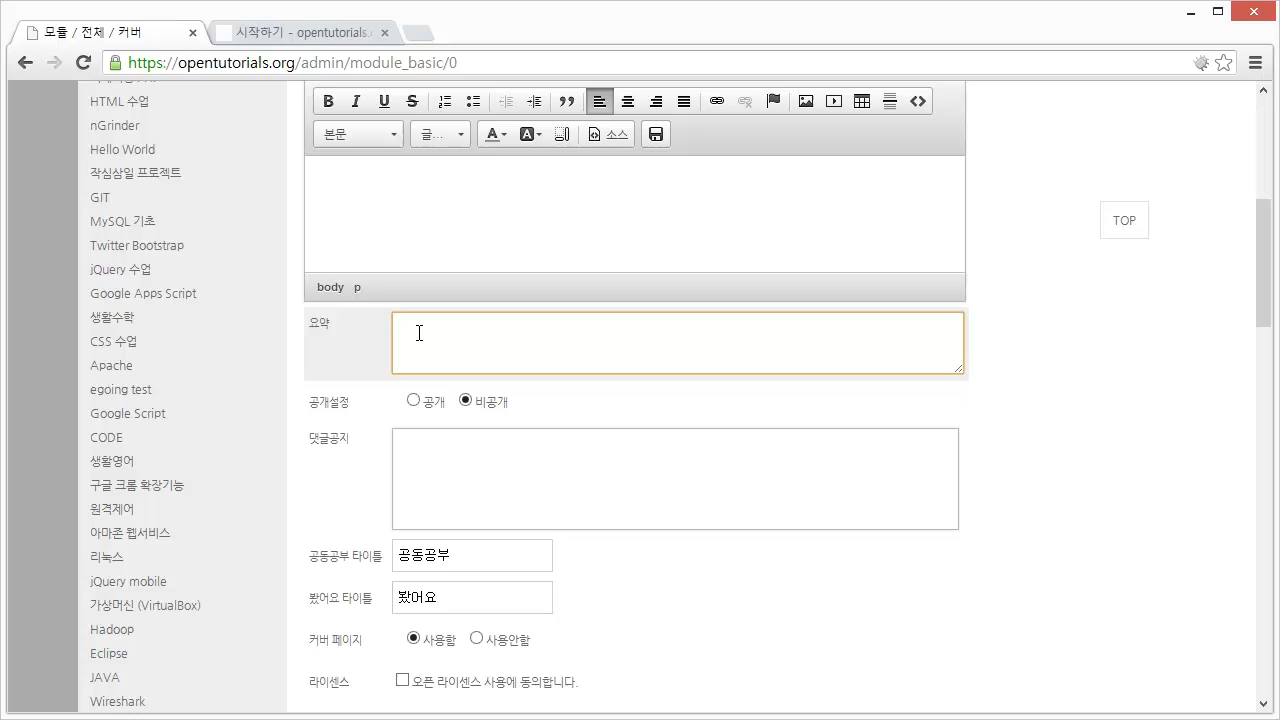 모듈 / 전체 / 커버
시작하기 - opentutorials.
https://opentutorials.org/admin/module_basic/0
HTML 수업
nGrinder
Hello World
작심삼일 프로젝트
GIT
MySQL 기초
Twitter Bootstrap
jQuery 수업
Google Apps Script
생활수학
CSS 수업
Apache
egoing test
Google Script
CODE
생활영어
구글 크롬 확장기능
원격제어
아마존 웹서비스
리눅스
jQuery mobile
가상머신 (VirtualBox)
Hadoop
Eclipse
JAVA
Wireshark
B I U S
본문 글... A A 소스
body p
요약
공개설정 공개 비공개
댓글공지
공동공부 타이틀 공동공부
봤어요 타이틀 봤어요
커버 페이지 사용함 사용안함
라이센스 오픈 라이센스 사용에 동의합니다.
TOP